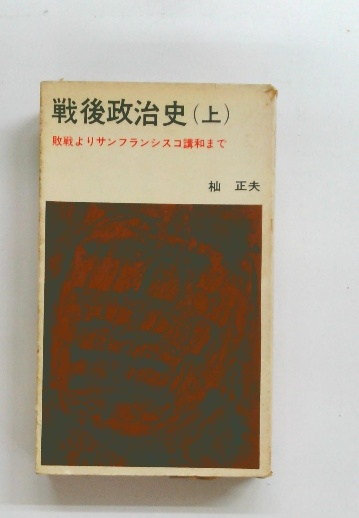 戦後政治史(上)
敗戦よりサンフランシスコ講和まで
杣 正夫